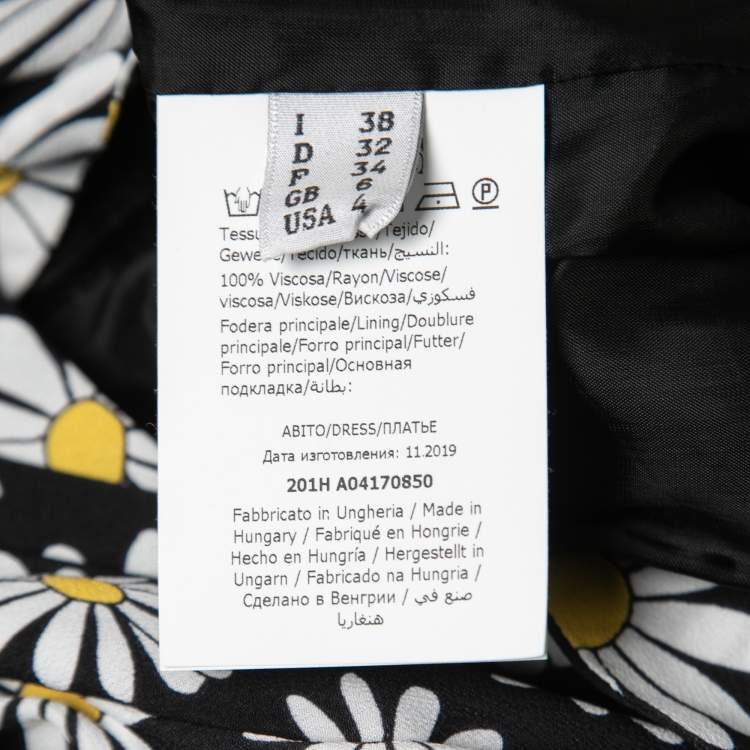 I 38
D 32
F 34
GB 6
USA 4
P
Tejido/
Tecido/ткань/النسيج:
100% Viscosa/Rayon/Viscose/
viscosa/Viskose/Вискоза/فسكوزي
Fodera principale/Lining/Doublure
principale/Forro principal/Futter/
Forro principal/Основная
подкладка/بطانة:
ABITO/DRESS/ПЛАТЬЕ
Дата изготовления: 11.2019
201H A04170850
Fabbricato in Ungheria / Made in
Hungary / Fabriqué en Hongrie /
Hecho en Hungría / Hergestellt in
Ungarn / Fabricado na Hungria /
Сделано в Венгрии / صنع في
هنغاريا